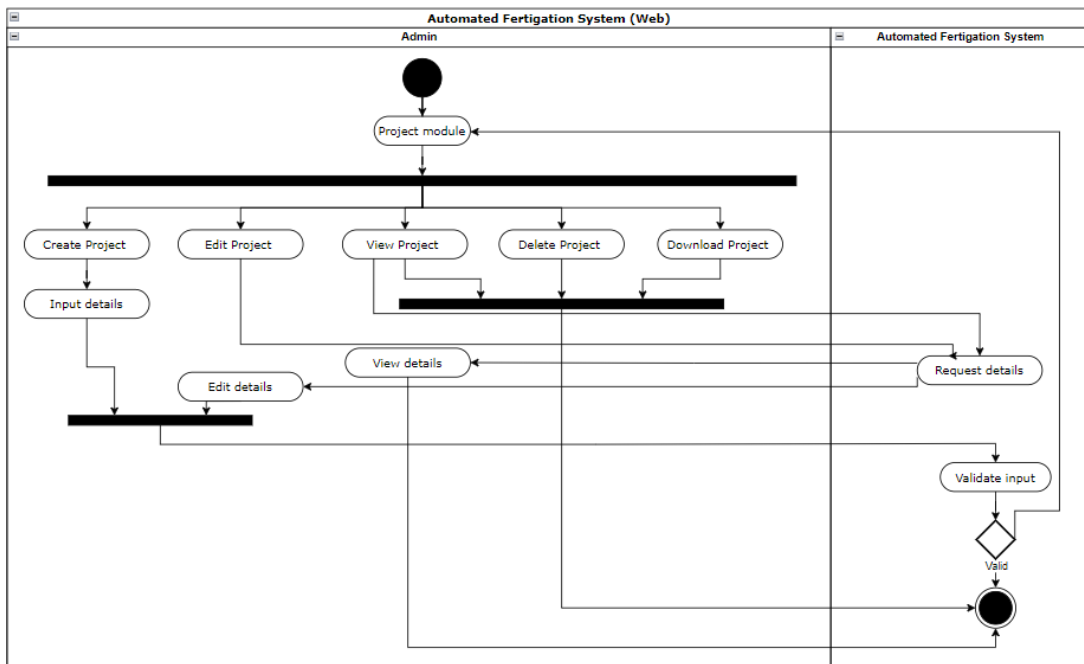 Automated Fertigation System (Web)
Admin
Automated Fertigation System
Project module
Create Project
Edit Project
View Project
Delete Project
Download Project
Input details
View details
Request details
Edit details
Validate input
Valid